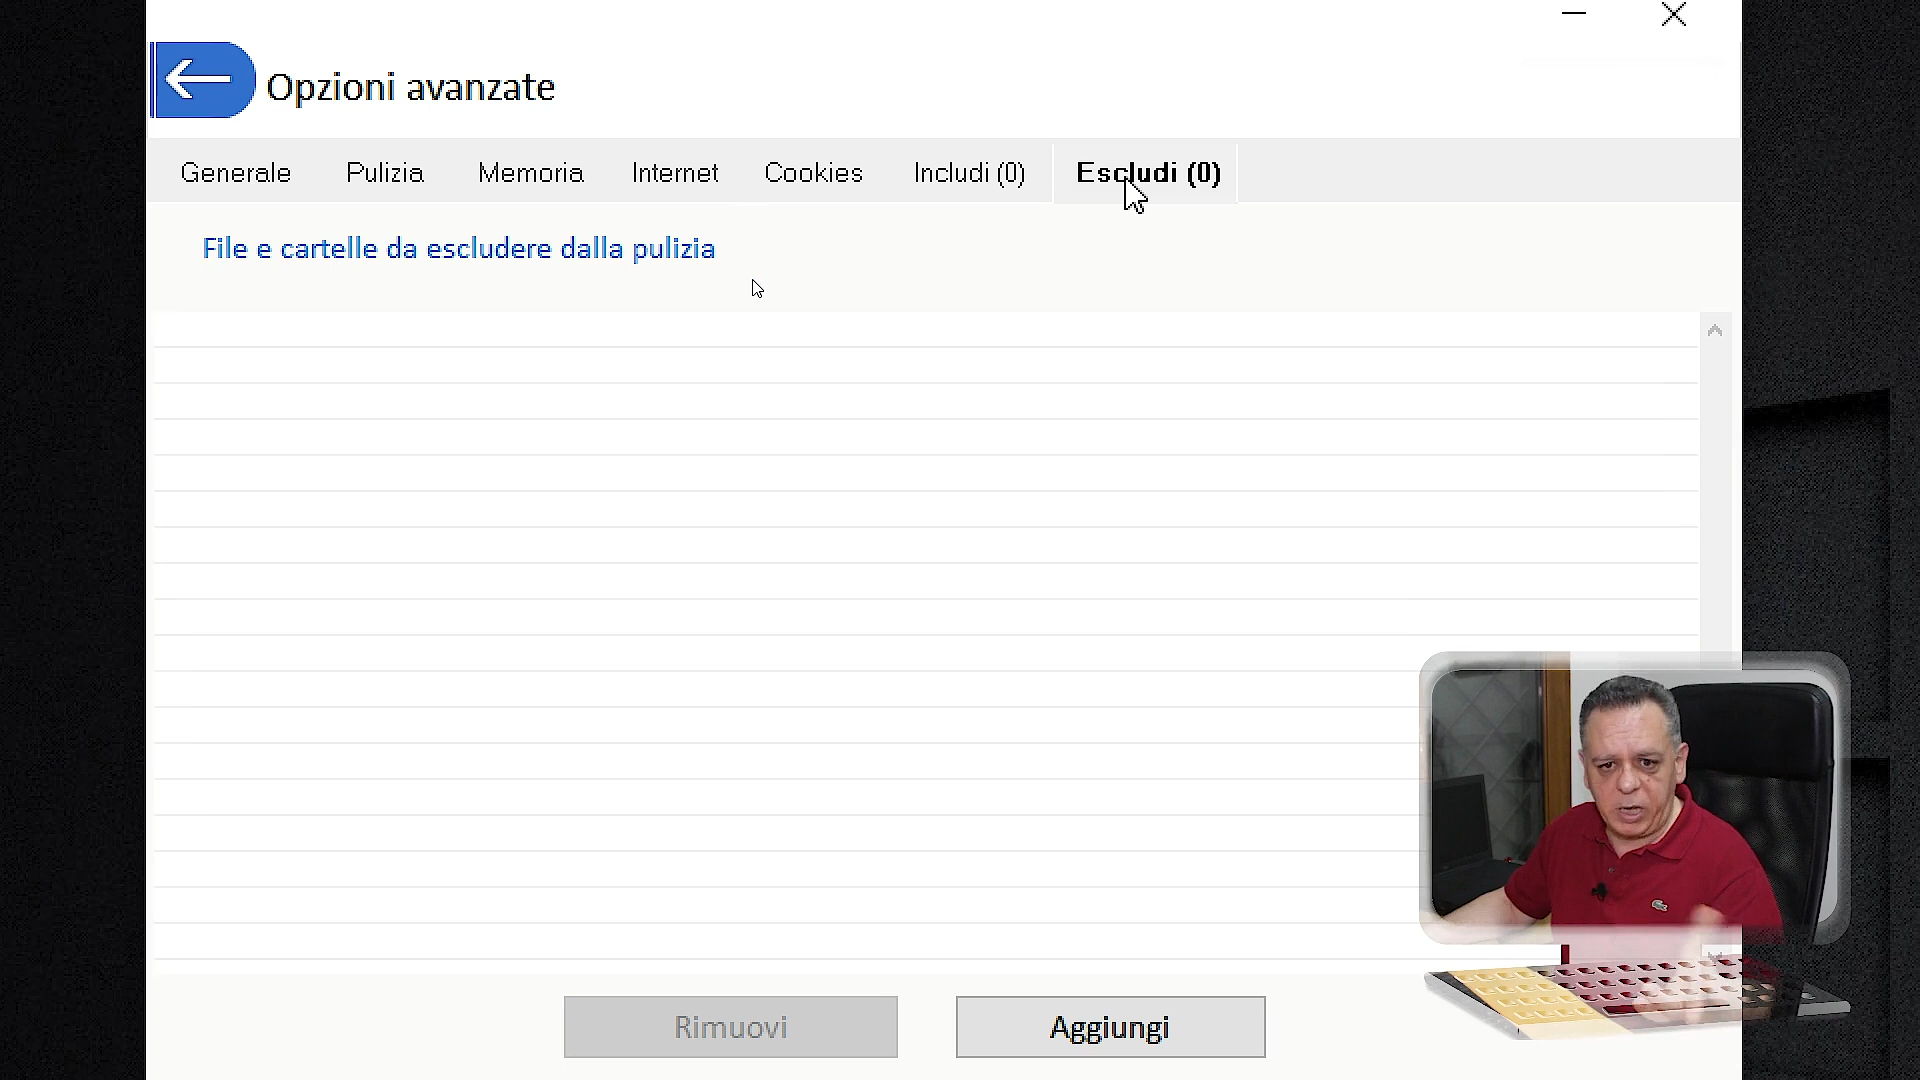 Opzioni avanzate
Generale Pulizia Memoria Internet Cookies Includi (0) Escludi (0)
File e cartelle da escludere dalla pulizia
Rimuovi Aggiungi